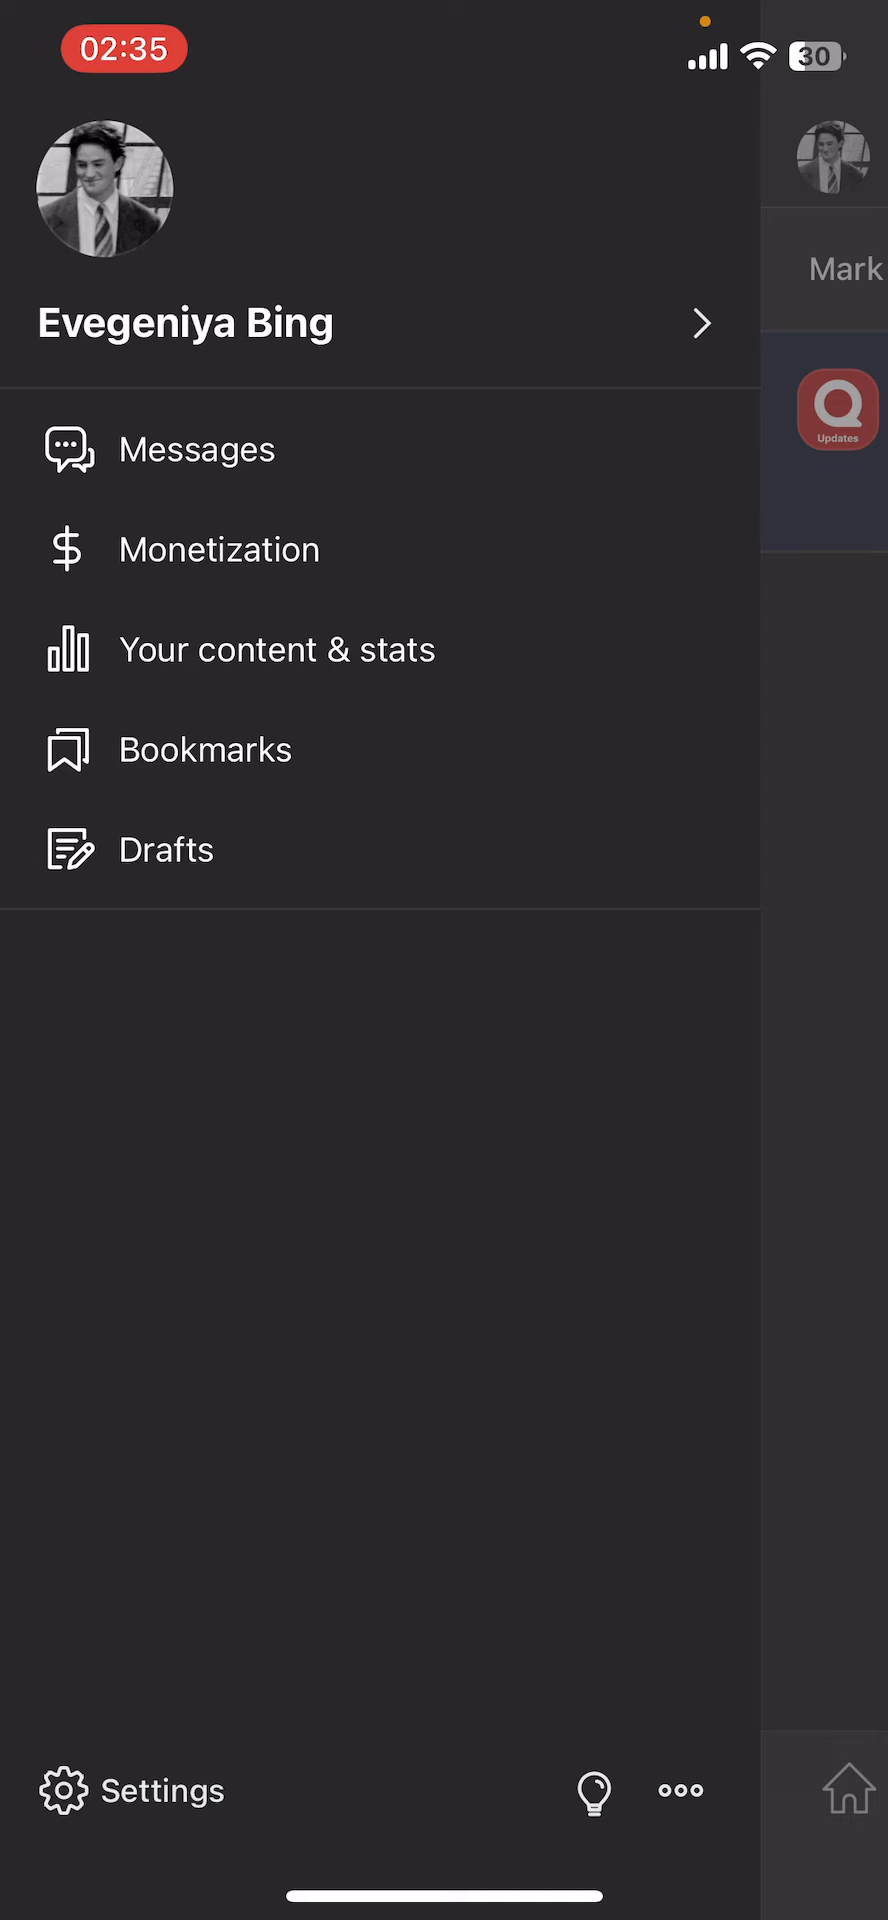 02:35
30
Evegeniya Bing
Mark
Updates
Messages
Monetization
Your content & stats
Bookmarks
Drafts
Settings